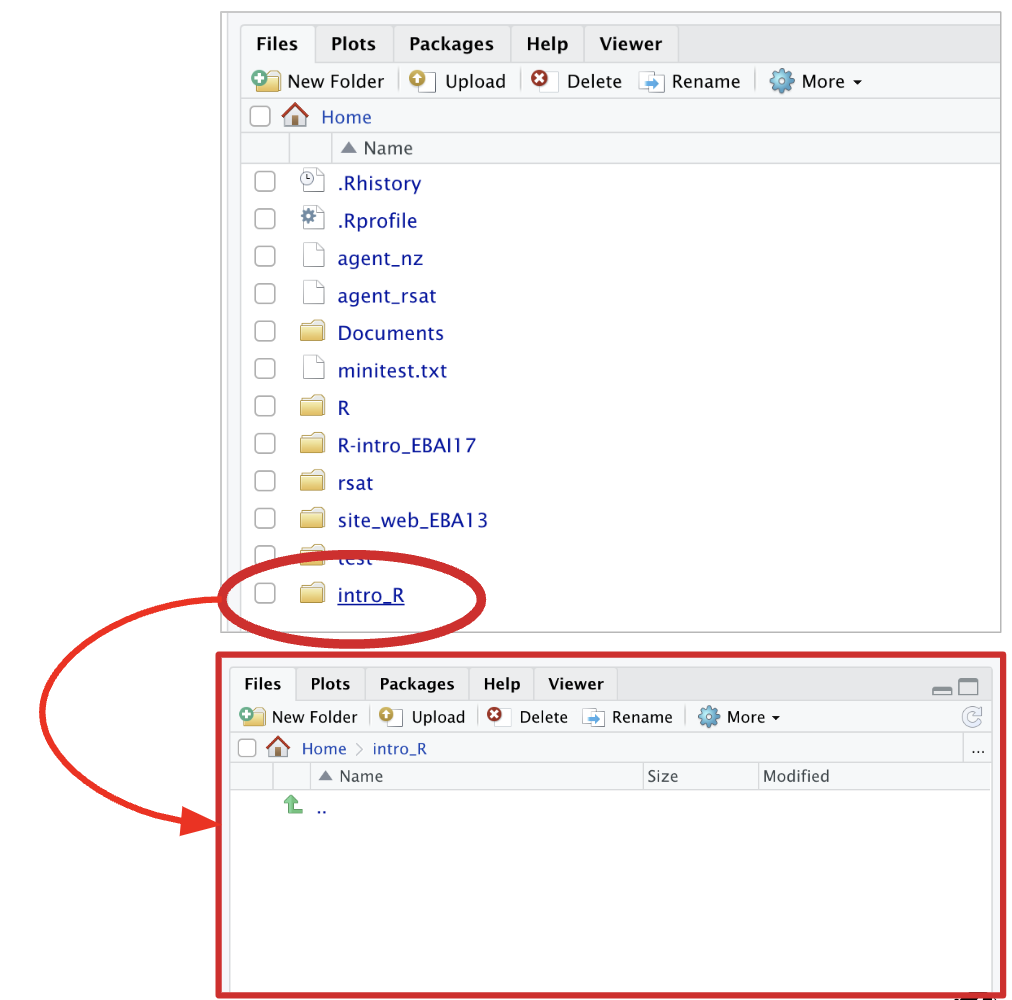 Files Plots Packages Help Viewer
New Folder Upload Delete Rename More
Home
Name
.Rhistory
.Rprofile
agent_nz
agent_rsat
Documents
minitest.txt
R
R-intro_EBAI17
rsat
site_web_EBA13
test
intro_R
Files Plots Packages Help Viewer
New Folder Upload Delete Rename More
Home intro_R ...
Name Size Modified
..